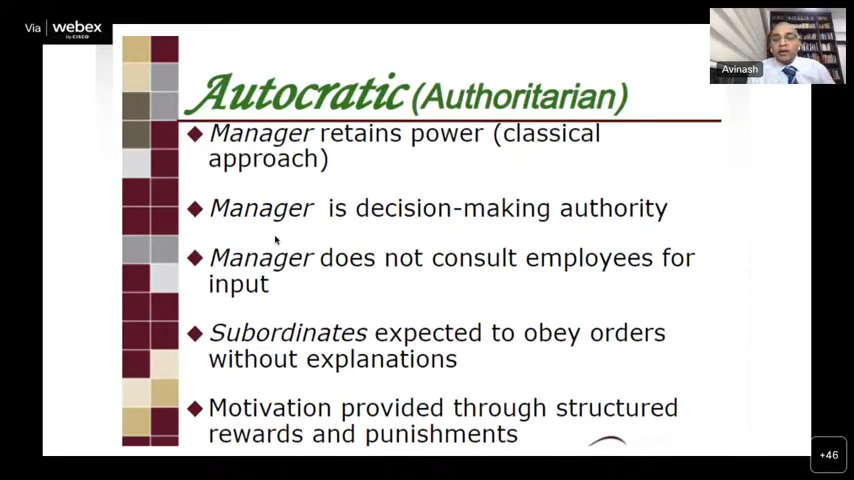 Via webex
by CISCO
Avinash
Autocratic (Authoritarian)
Manager retains power (classical
approach)
Manager is decision-making authority
Manager does not consult employees for
input
Subordinates expected to obey orders
without explanations
Motivation provided through structured
rewards and punishments
+46